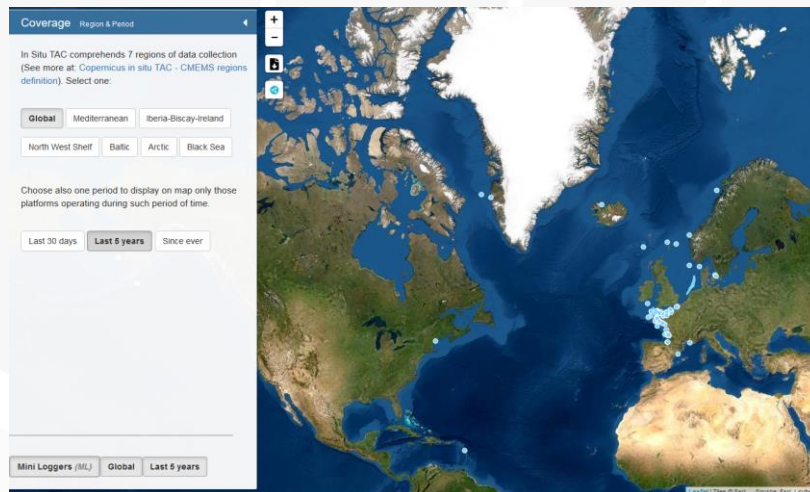 Coverage Region & Period
In Situ TAC comprehends 7 regions of data collection
(See more at: Copernicus in situ TAC - CMEMS regions
definition). Select one:
Global Mediterranean Iberia-Biscay-Ireland
North West Shelf Baltic Arctic Black Sea
Choose also one period to display on map only those
platforms operating during such period of time.
Last 30 days Last 5 years Since ever
Mini Loggers (ML) Global Last 5 years
+
−
Leaflet | Tiles © Esri